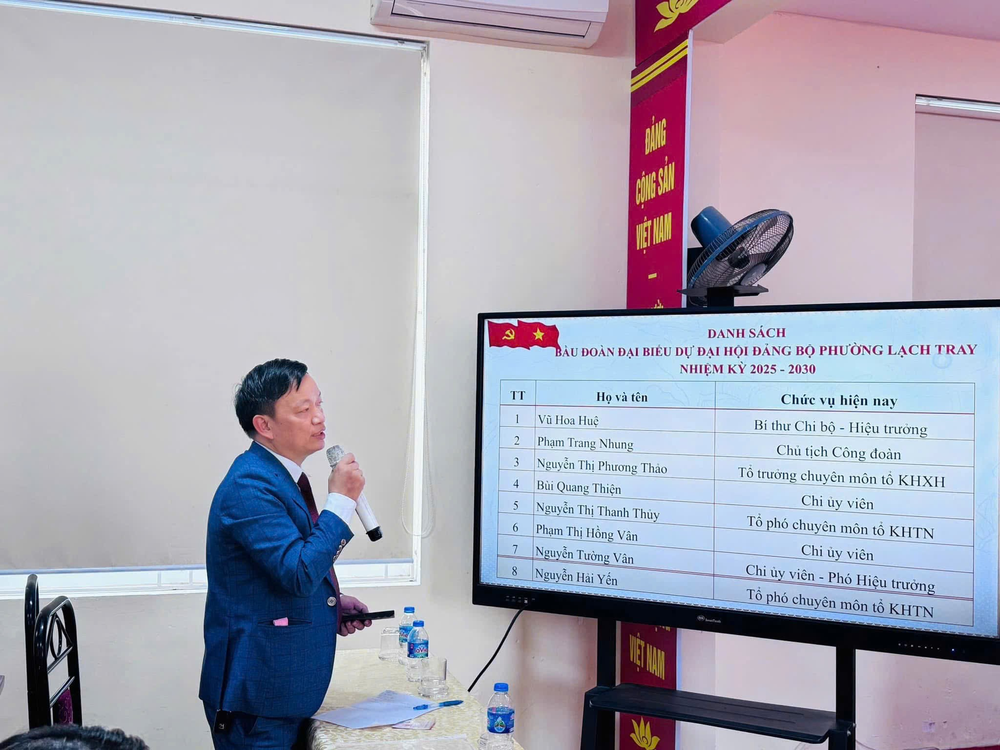 ĐẢNG
CỘNG SẢN
VIỆT NAM
DANH SÁCH
BẦU ĐOÀN ĐẠI BIỂU DỰ ĐẠI HỘI ĐẢNG BỘ PHƯỜNG LẠCH TRAY
NHIỆM KỲ 2025 - 2030
TT Họ và tên Chức vụ hiện nay
1 Vũ Hoa Huệ Bí thư Chi bộ - Hiệu trưởng
2 Phạm Trang Nhung Chủ tịch Công đoàn
3 Nguyễn Thị Phương Thảo Tổ trưởng chuyên môn tổ KHXH
4 Bùi Quang Thiện Chi ủy viên
5 Nguyễn Thị Thanh Thủy Tổ phó chuyên môn tổ KHTN
6 Phạm Thị Hồng Vân Chi ủy viên
7 Nguyễn Tường Vân Chi ủy viên - Phó Hiệu trưởng
8 Nguyễn Hải Yến Tổ phó chuyên môn tổ KHTN
VIỆT NAM
LaVie